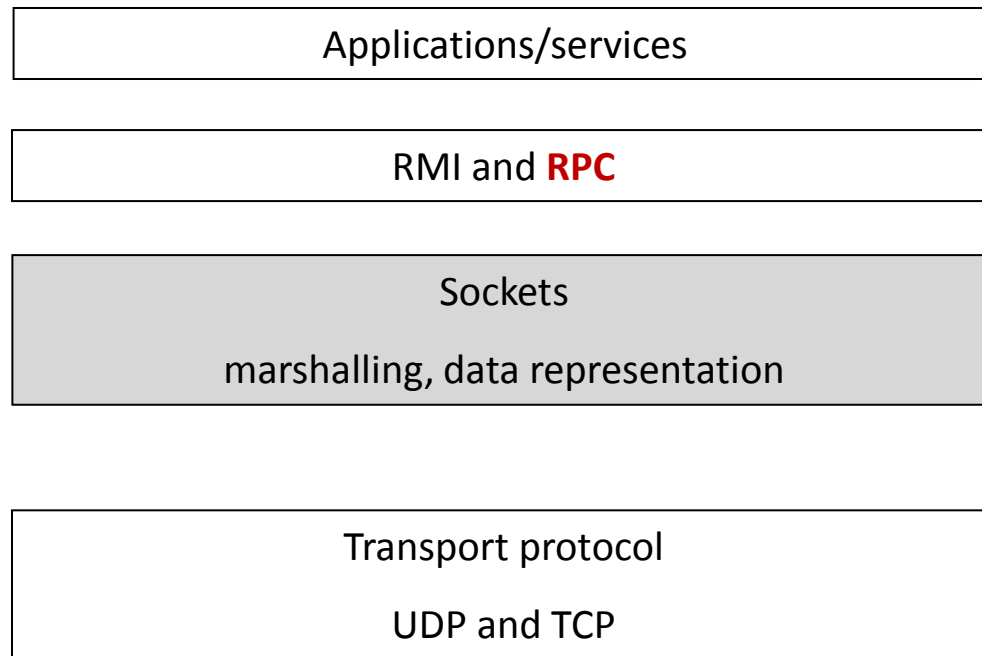 Applications/services
RMI and RPC
Sockets
marshalling, data representation
Transport protocol
UDP and TCP